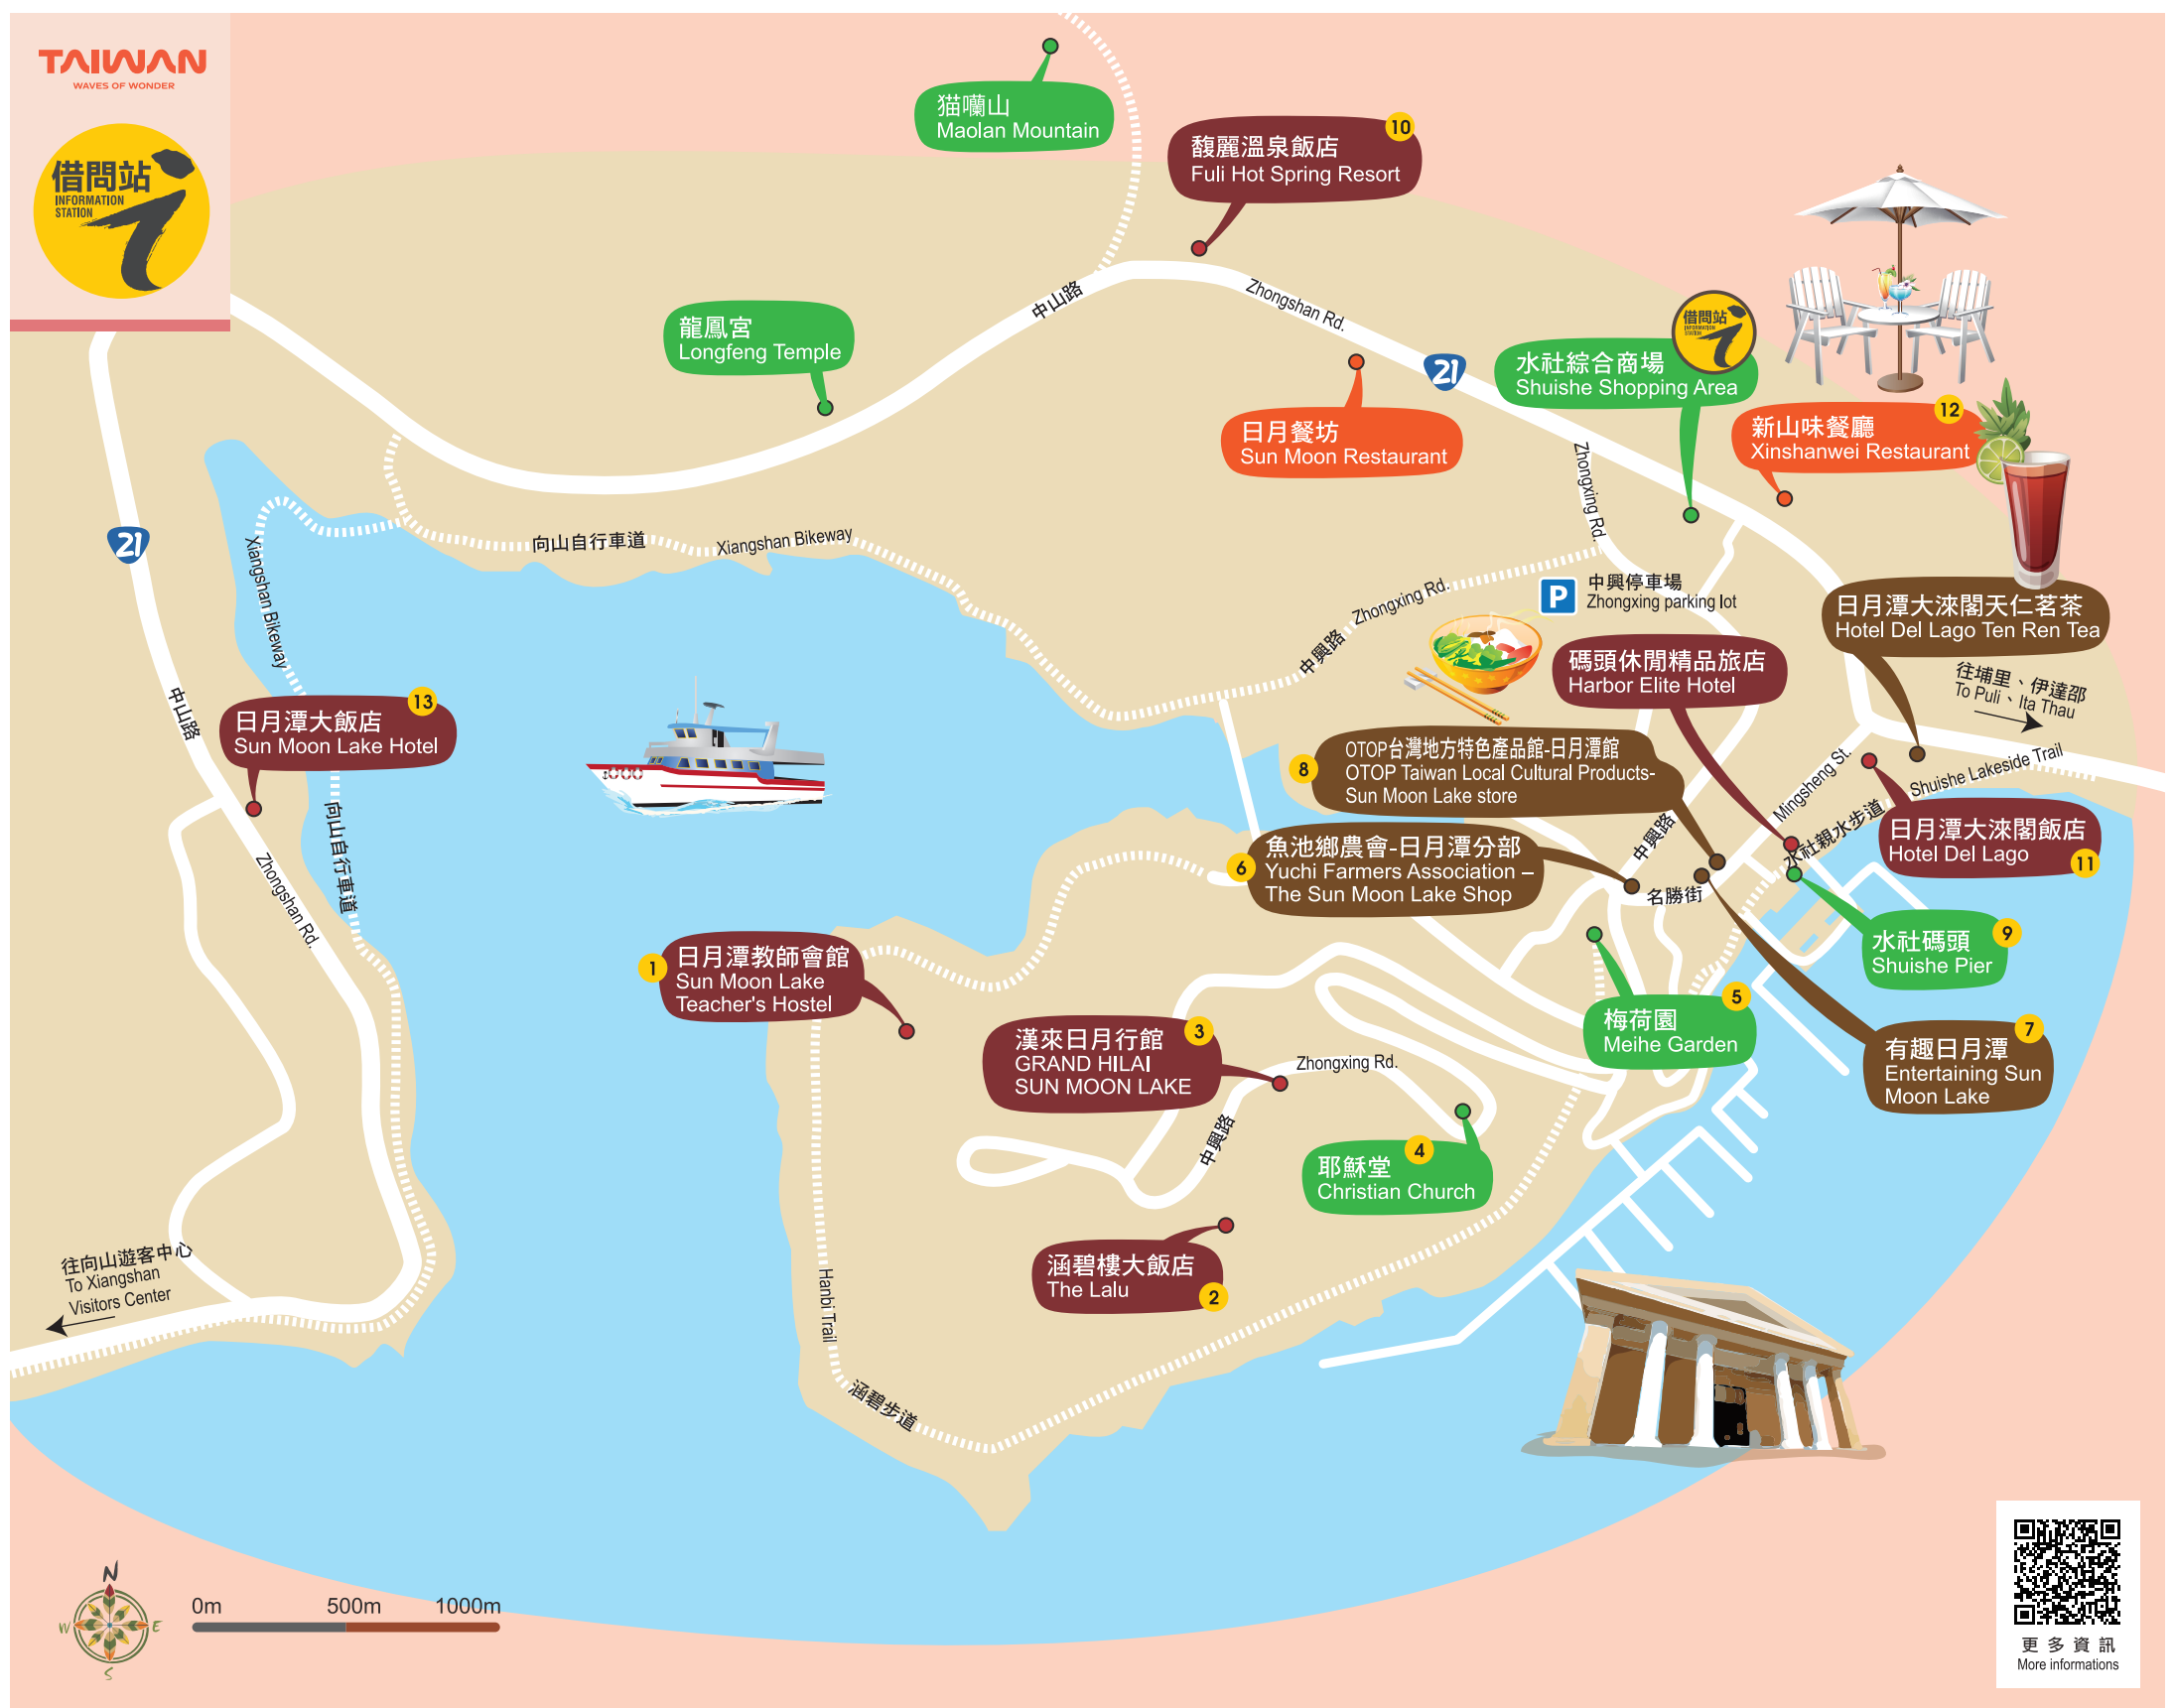 TAIWAN
WAVES OF WONDER
借問站
INFORMATION
STATION
猫囒山
Maolan Mountain
馥麗溫泉飯店
Fuli Hot Spring Resort
10
中山路
Zhongshan Rd.
龍鳳宮
Longfeng Temple
21
日月餐坊
Sun Moon Restaurant
水社綜合商場
Shuishe Shopping Area
借問站
INFORMATION
STATION
新山味餐廳
Xinshanwei Restaurant
12
Zhongxing Rd.
21
向山自行車道
Xiangshan Bikeway
Xiangshan Bikeway
中興路
Zhongxing Rd.
P
中興停車場
Zhongxing parking lot
日月潭大淶閣天仁茗茶
Hotel Del Lago Ten Ren Tea
碼頭休閒精品旅店
Harbor Elite Hotel
往埔里、伊達邵
To Puli、Ita Thau
中山路
日月潭大飯店
Sun Moon Lake Hotel
13
8
OTOP台灣地方特色產品館-日月潭館
OTOP Taiwan Local Cultural Products-
Sun Moon Lake store
Mingsheng St.
Shuishe Lakeside Trail
水社親水步道
向山自行車道
Zhongshan Rd.
6
魚池鄉農會-日月潭分部
Yuchi Farmers Association –
The Sun Moon Lake Shop
中興路
名勝街
日月潭大淶閣飯店
Hotel Del Lago
11
水社碼頭
Shuishe Pier
9
1
日月潭教師會館
Sun Moon Lake
Teacher's Hostel
漢來日月行館
GRAND HILAI
SUN MOON LAKE
3
Zhongxing Rd.
中興路
梅荷園
Meihe Garden
5
有趣日月潭
Entertaining Sun
Moon Lake
7
耶穌堂
Christian Church
4
涵碧樓大飯店
The Lalu
2
Hanbi Trail
涵碧步道
往向山遊客中心
To Xiangshan
Visitors Center
N
W
E
S
0m
500m
1000m
更多資訊
More informations